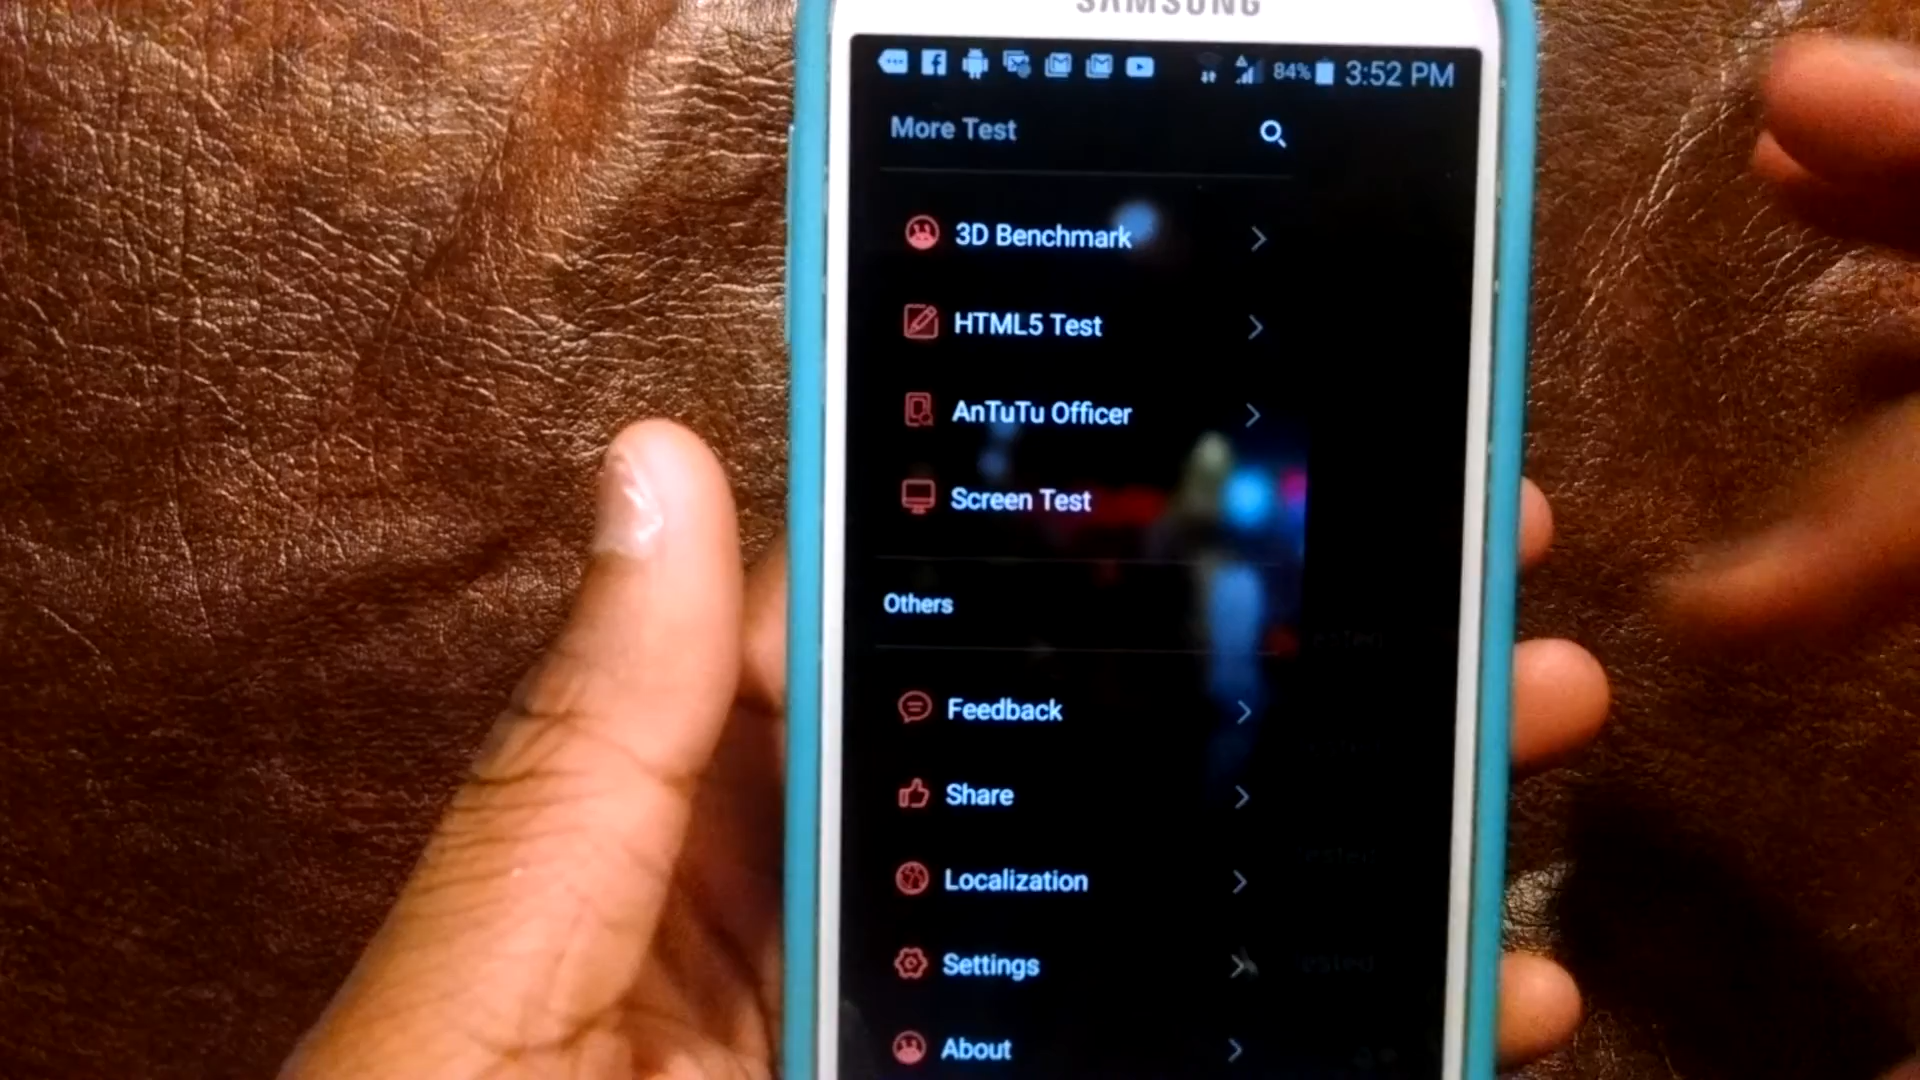 SAMSUNG
84% 3:52 PM
More Test
3D Benchmark
HTML5 Test
AnTuTu Officer
Screen Test
Others
Feedback
Share
Localization
Settings
About